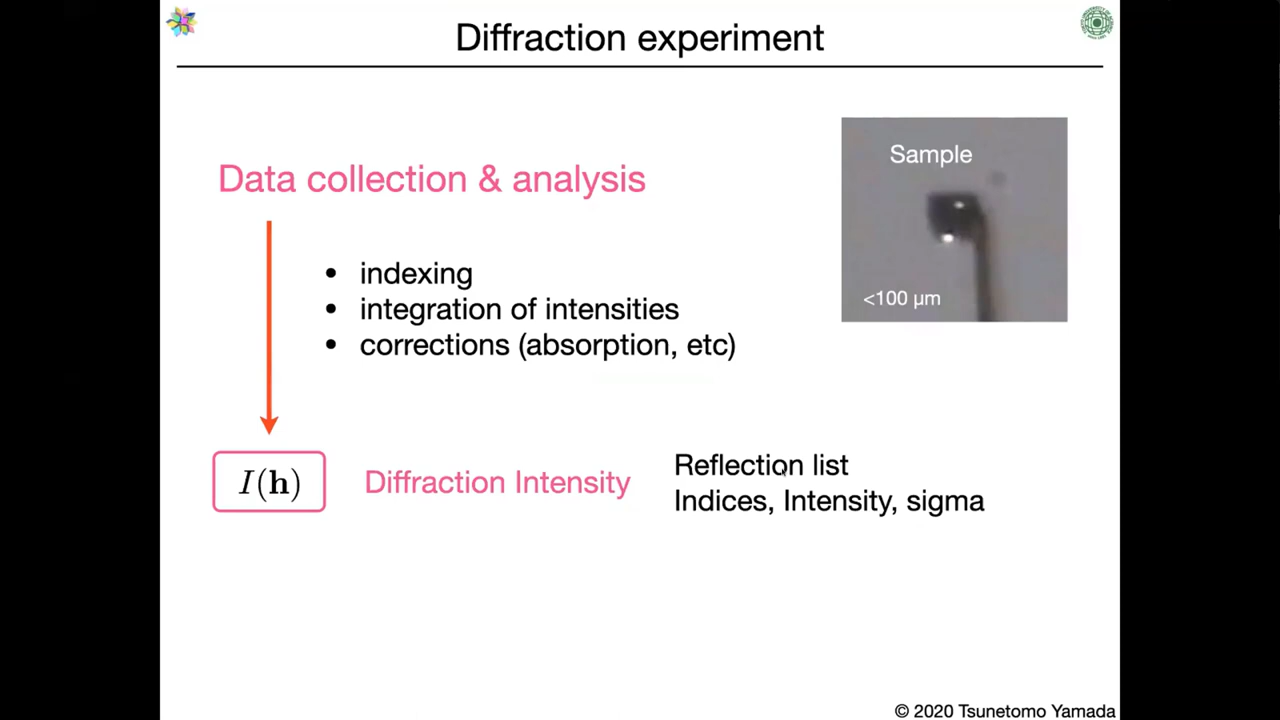 Diffraction experiment
Data collection & analysis
Sample
<100 μm
• indexing
• integration of intensities
• corrections (absorption, etc)
I(h)
Diffraction Intensity
Reflection list
Indices, Intensity, sigma
© 2020 Tsunetomo Yamada